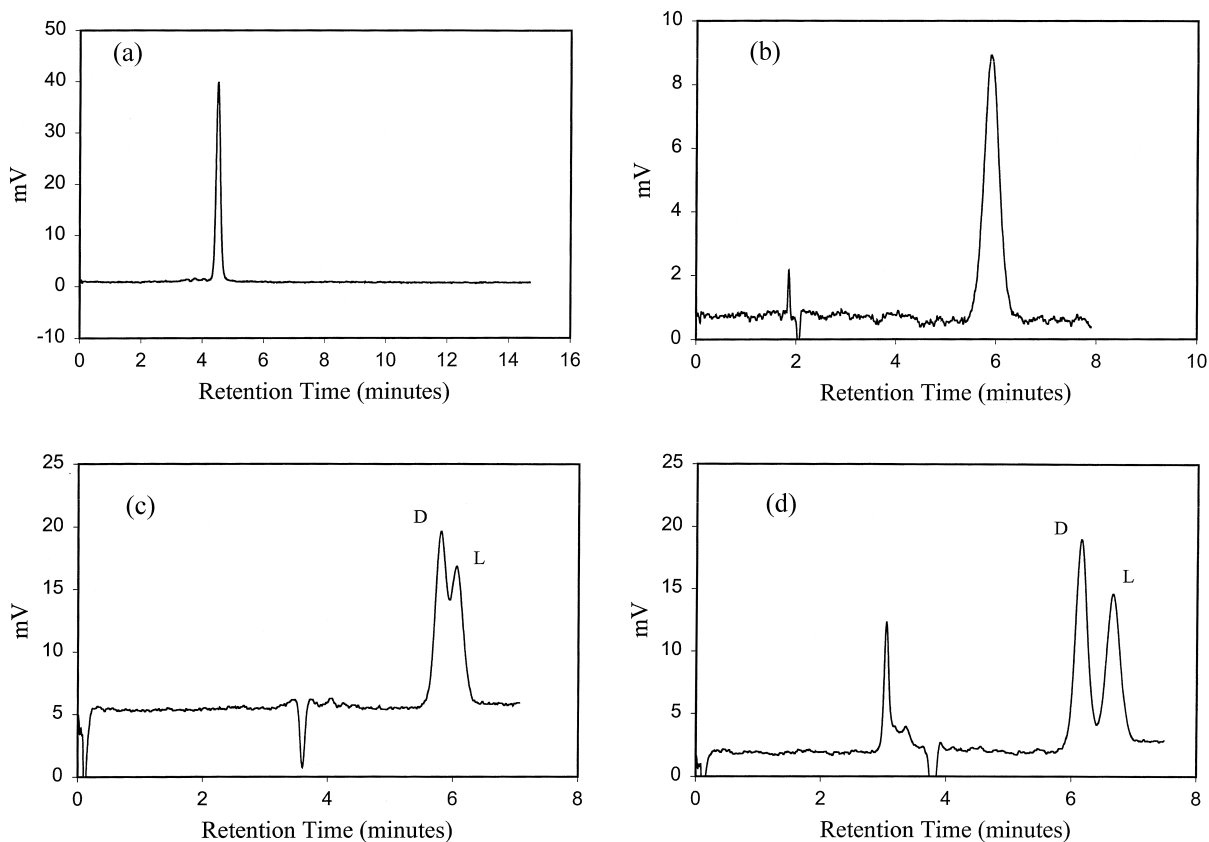 (a)
50
40
30
20
10
0
-10
mV
0 2 4 6 8 10 12 14 16
Retention Time (minutes)
(b)
10
8
6
4
2
0
mV
0 2 4 6 8 10
Retention Time (minutes)
(c)
25
20
15
10
5
0
mV
D
L
0 2 4 6 8
Retention Time (minutes)
(d)
25
20
15
10
5
0
mV
D
L
0 2 4 6 8
Retention Time (minutes)